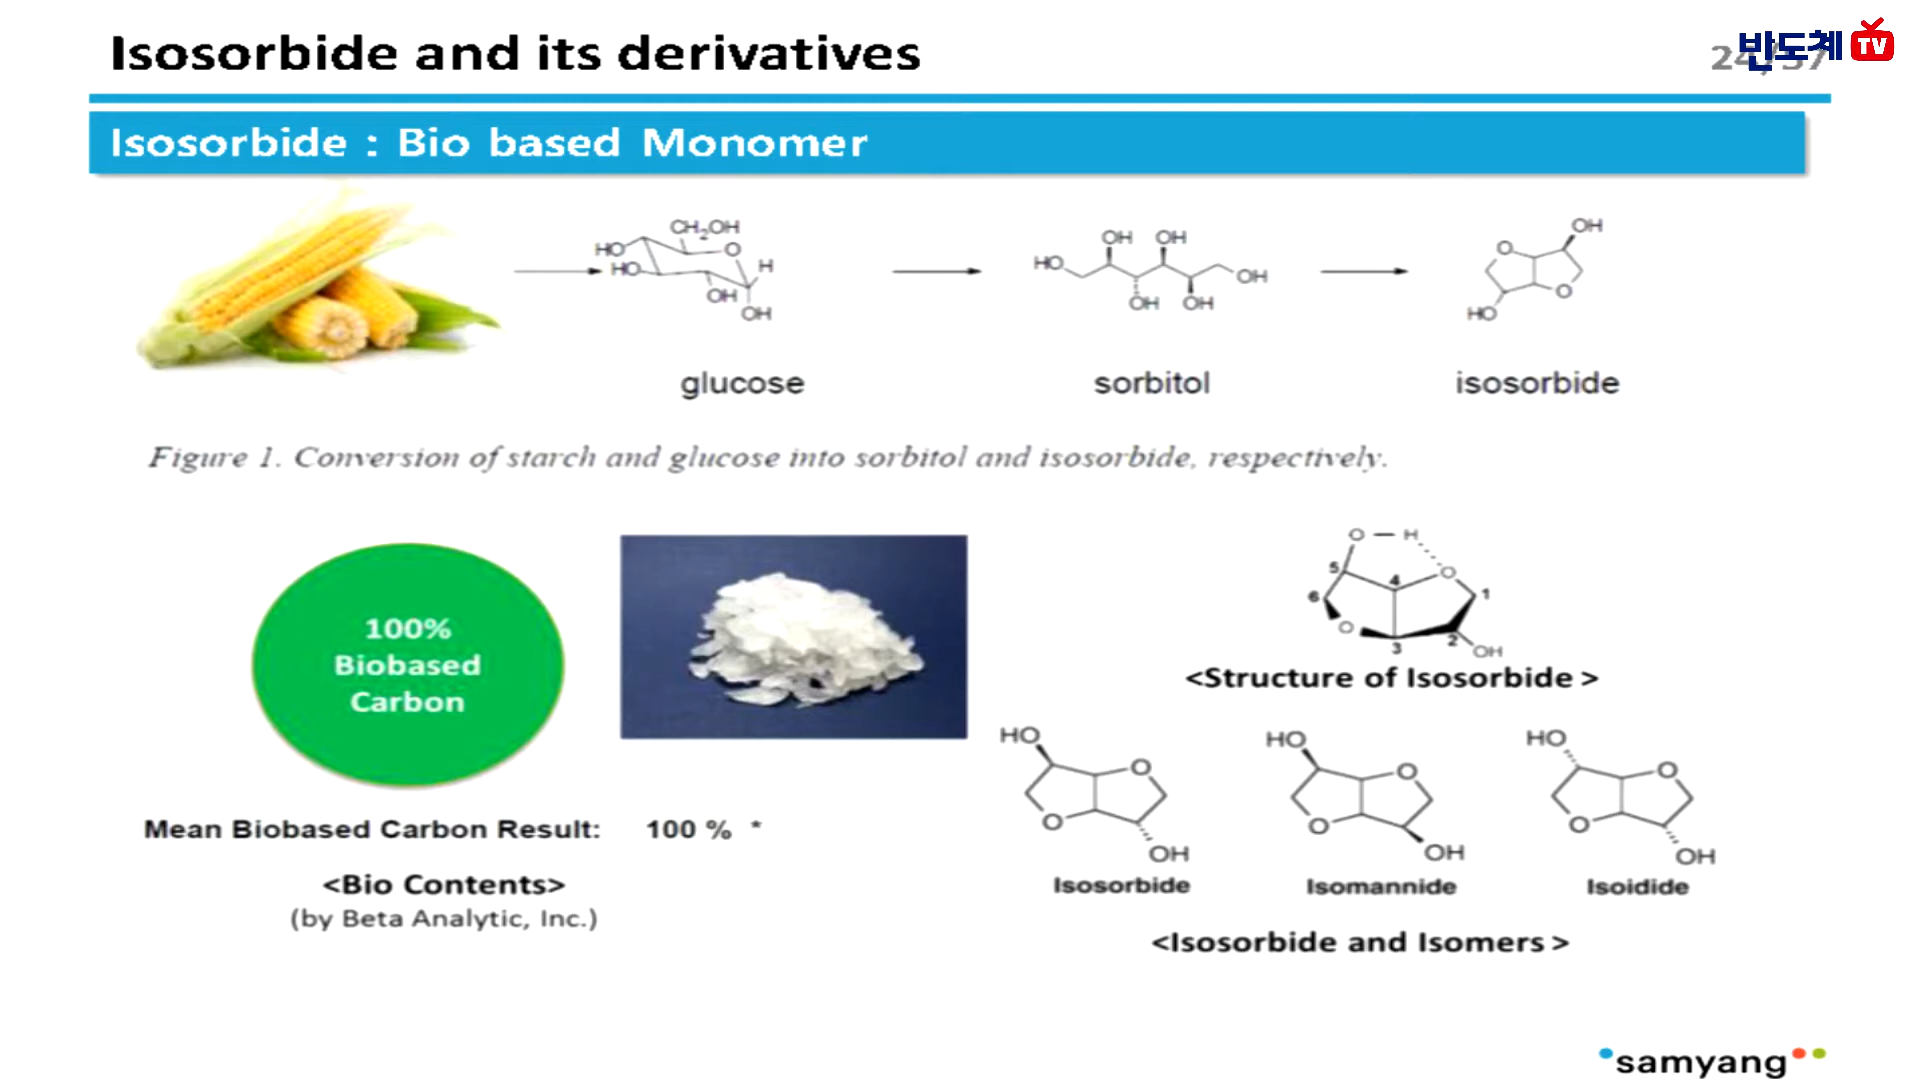 Isosorbide and its derivatives
반도체 TV
Isosorbide : Bio based Monomer
CH2OH
HO
O
HO
H
OH
OH
glucose
OH OH
HO
OH
OH OH
sorbitol
OH
O
O
HO
isosorbide
Figure 1. Conversion of starch and glucose into sorbitol and isosorbide, respectively.
100%
Biobased
Carbon
Mean Biobased Carbon Result: 100 % *
<Bio Contents>
(by Beta Analytic, Inc.)
O H
5 4 O
6 1
O
3 2
OH
<Structure of Isosorbide>
HO
O
O
OH
Isosorbide
HO
O
O
OH
Isomannide
HO
O
O
OH
Isoidide
<Isosorbide and Isomers>
samyang